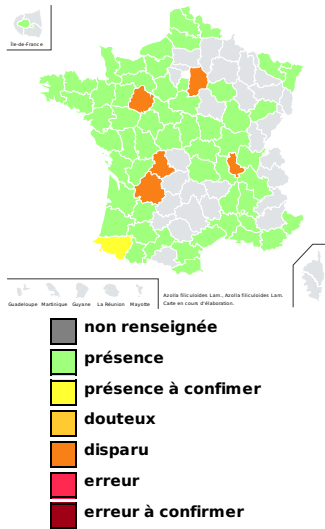 Île-de-France
Guadeloupe Martinique Guyane La Réunion Mayotte
Azolla filiculoides Lam., Azolla filiculoides Lam.
Carte en cours d'élaboration.
non renseignée
présence
présence à confimer
douteux
disparu
erreur
erreur à confirmer